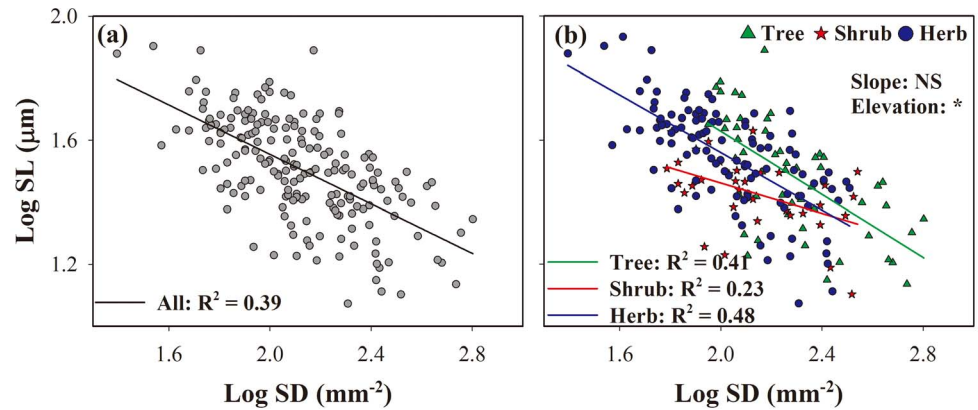 (a)
2.0
1.6
1.2
Log SL (μm)
All: R² = 0.39
1.6 2.0 2.4 2.8
Log SD (mm⁻²)
(b)
Tree Shrub Herb
Slope: NS
Elevation: *
Tree: R² = 0.41
Shrub: R² = 0.23
Herb: R² = 0.48
1.6 2.0 2.4 2.8
Log SD (mm⁻²)